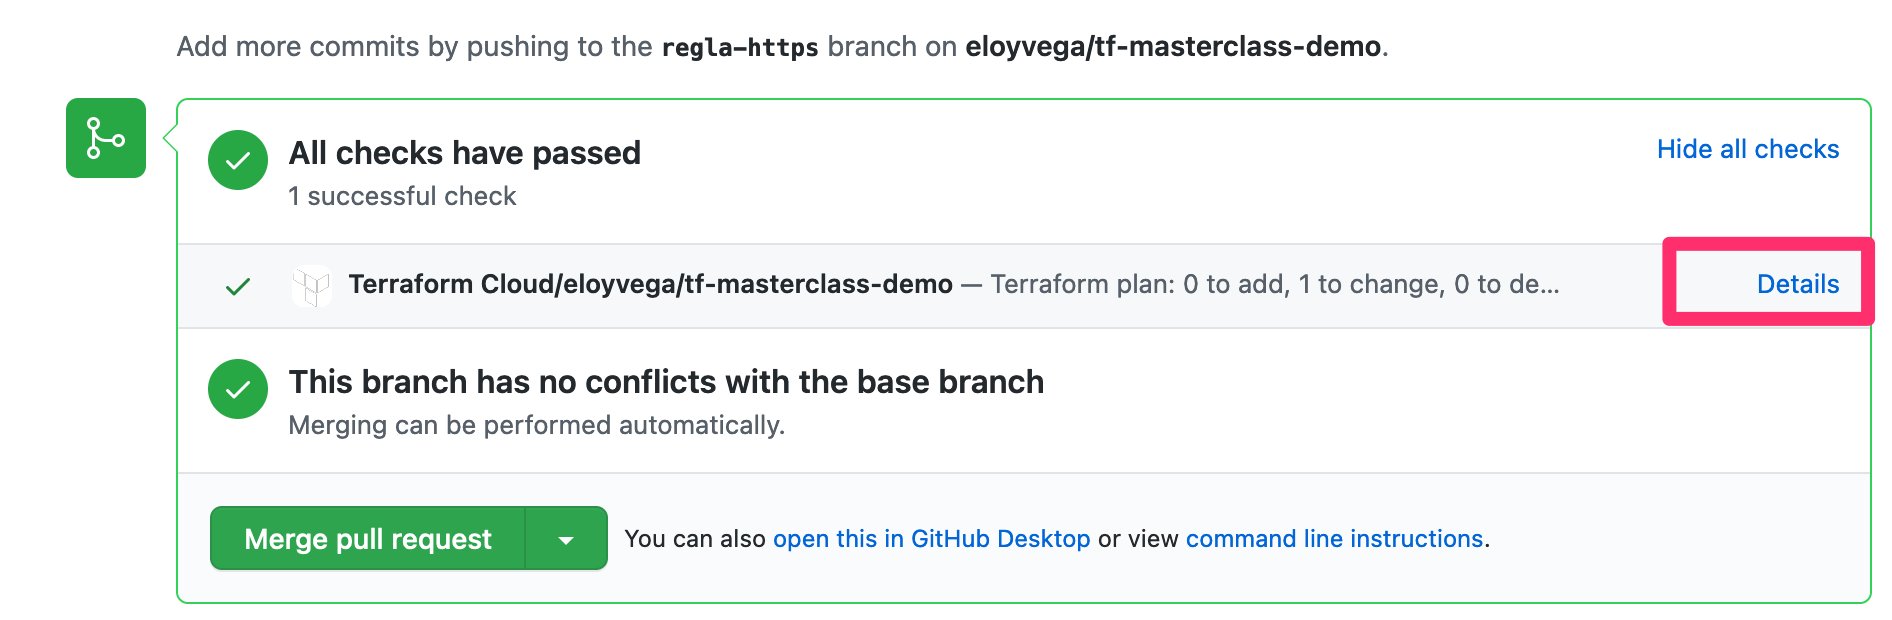 Add more commits by pushing to the regla-https branch on eloyvega/tf-masterclass-demo.
All checks have passed
Hide all checks
1 successful check
Terraform Cloud/eloyvega/tf-masterclass-demo — Terraform plan: 0 to add, 1 to change, 0 to de...
Details
This branch has no conflicts with the base branch
Merging can be performed automatically.
Merge pull request
You can also open this in GitHub Desktop or view command line instructions.